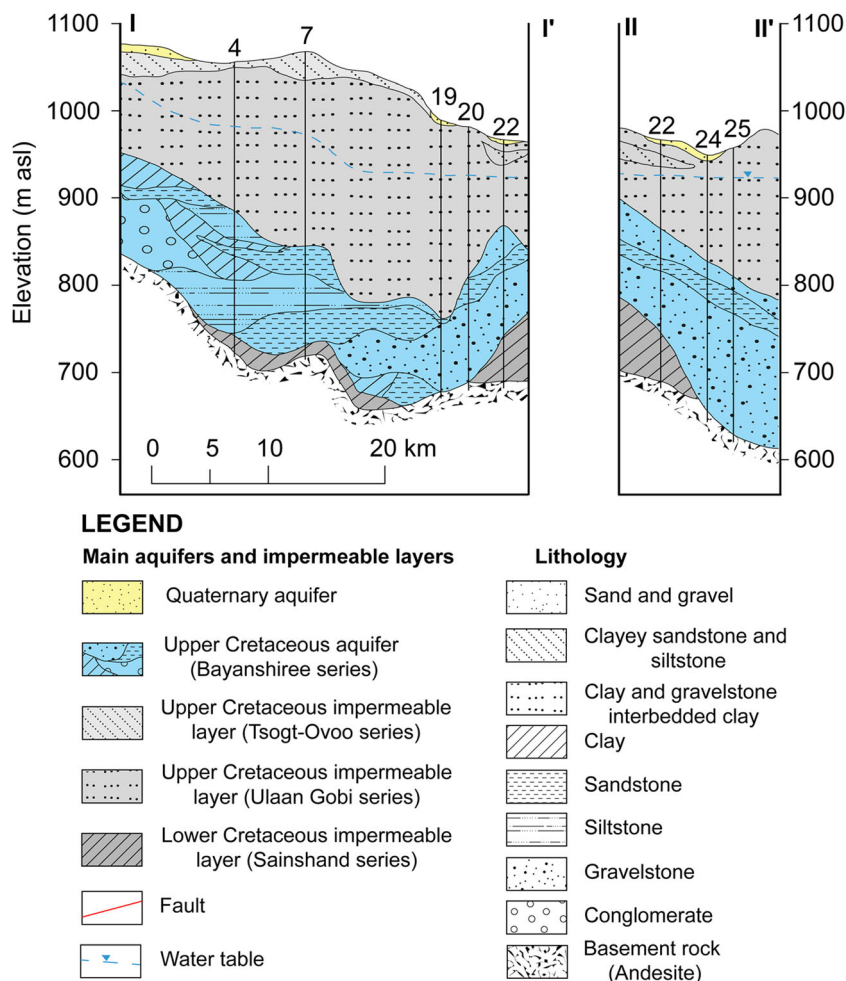 I I' II II'
1100 1100
4 7
1000 19 20 22 22 24 25 1000
900 900
Elevation (m asl)
800 800
700 700
600 600
0 5 10 20 km
LEGEND
Main aquifers and impermeable layers
Quaternary aquifer
Upper Cretaceous aquifer
(Bayanshiree series)
Upper Cretaceous impermeable
layer (Tsogt-Ovoo series)
Upper Cretaceous impermeable
layer (Ulaan Gobi series)
Lower Cretaceous impermeable
layer (Sainshand series)
Fault
Water table
Lithology
Sand and gravel
Clayey sandstone and
siltstone
Clay and gravelstone
interbedded clay
Clay
Sandstone
Siltstone
Gravelstone
Conglomerate
Basement rock
(Andesite)